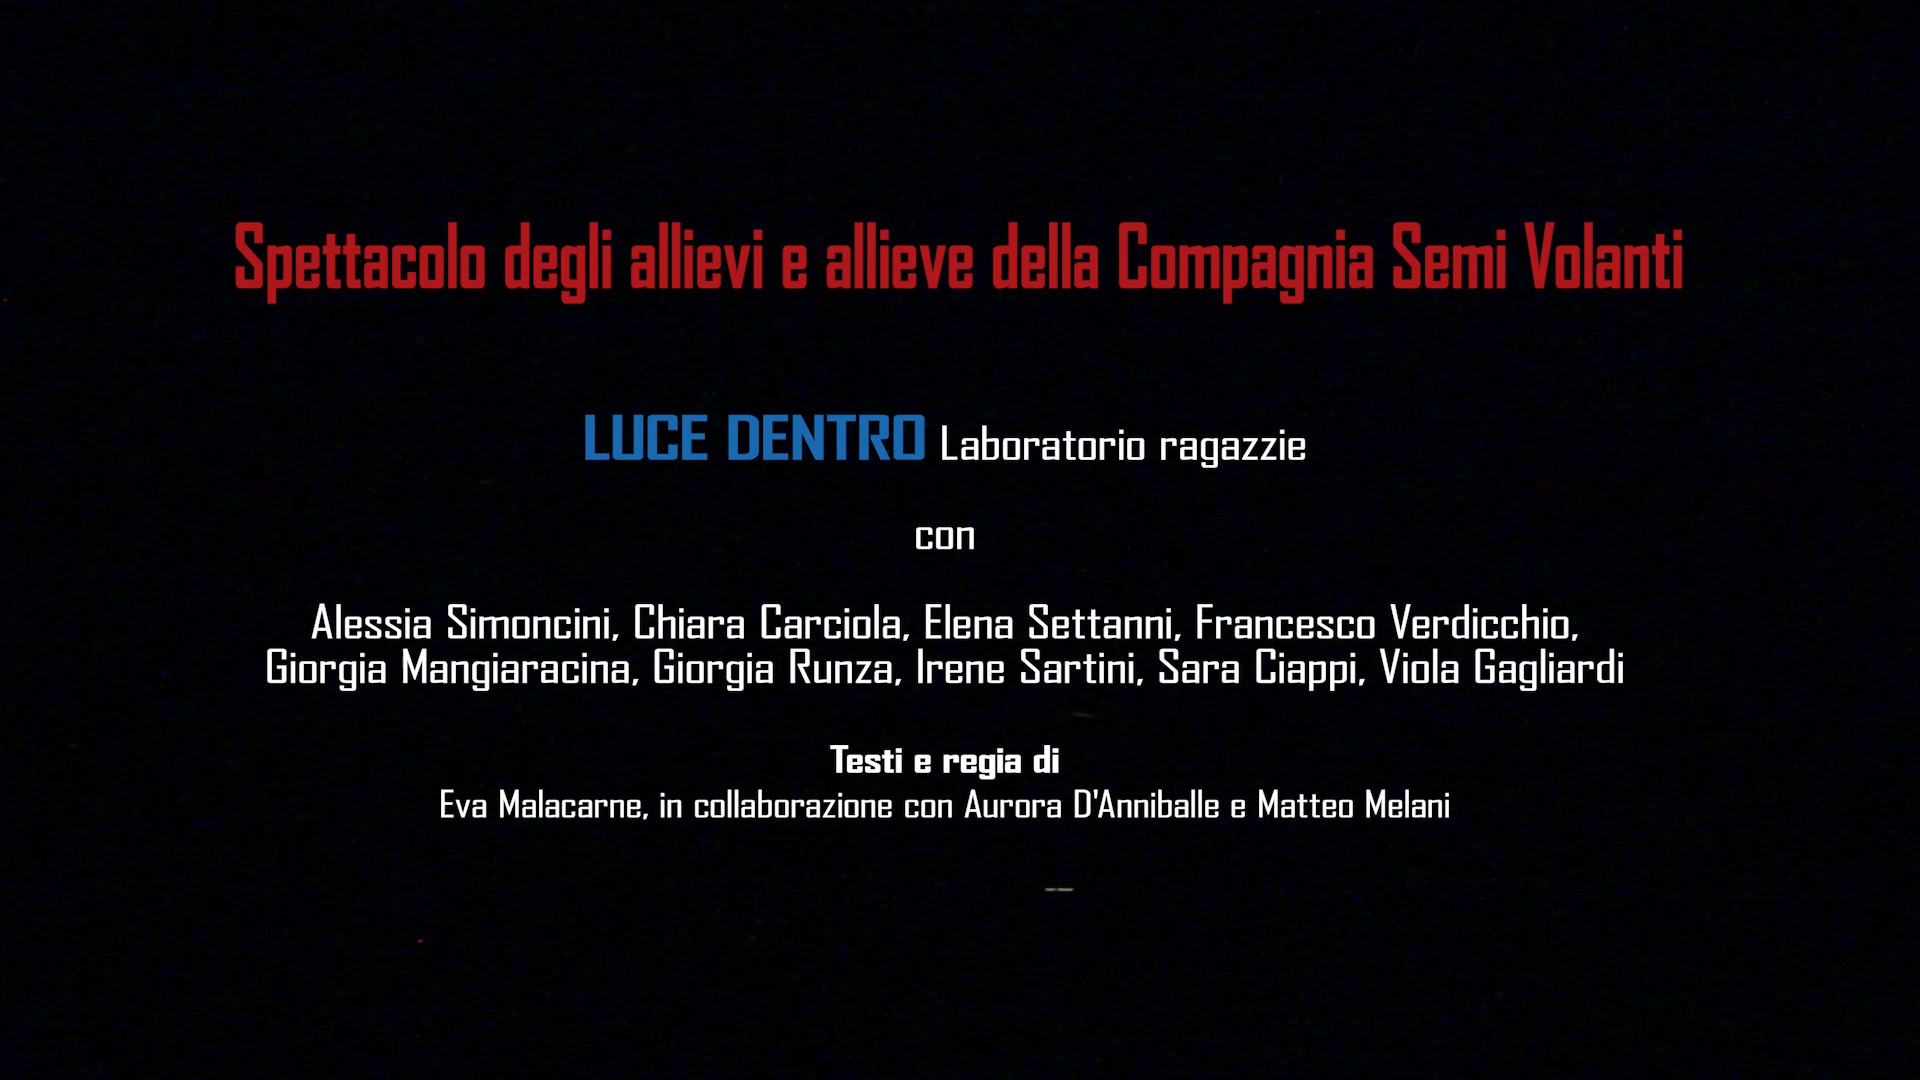 Spettacolo degli allievi e allieve della Compagnia Semi Volanti
LUCE DENTRO Laboratorio ragazzie
con
Alessia Simoncini, Chiara Carciola, Elena Settanni, Francesco Verdicchio,
Giorgia Mangiaracina, Giorgia Runza, Irene Sartini, Sara Ciappi, Viola Gagliardi
Testi e regia di
Eva Malacarne, in collaborazione con Aurora D'Anniballe e Matteo Melani